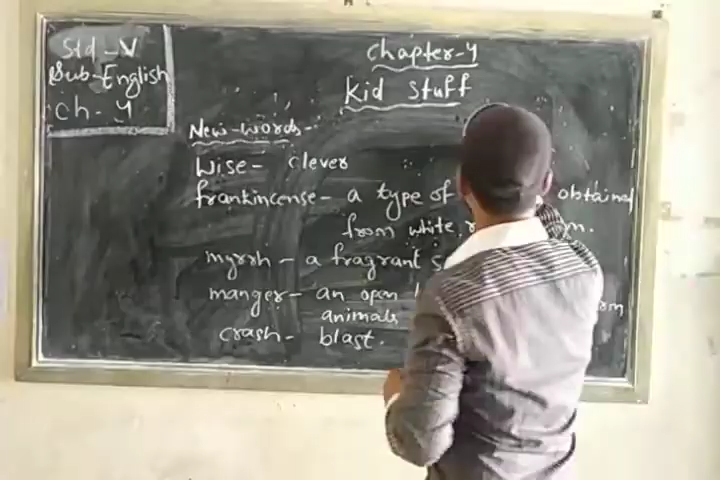 Std - V
Sub - English
Ch - 4
Chapter - 4
Kid Stuff
New-words -
Wise - clever
frankincense - a type of obtained
from white
myrrh - a fragrant
manger - an open
animals
crash - blast.